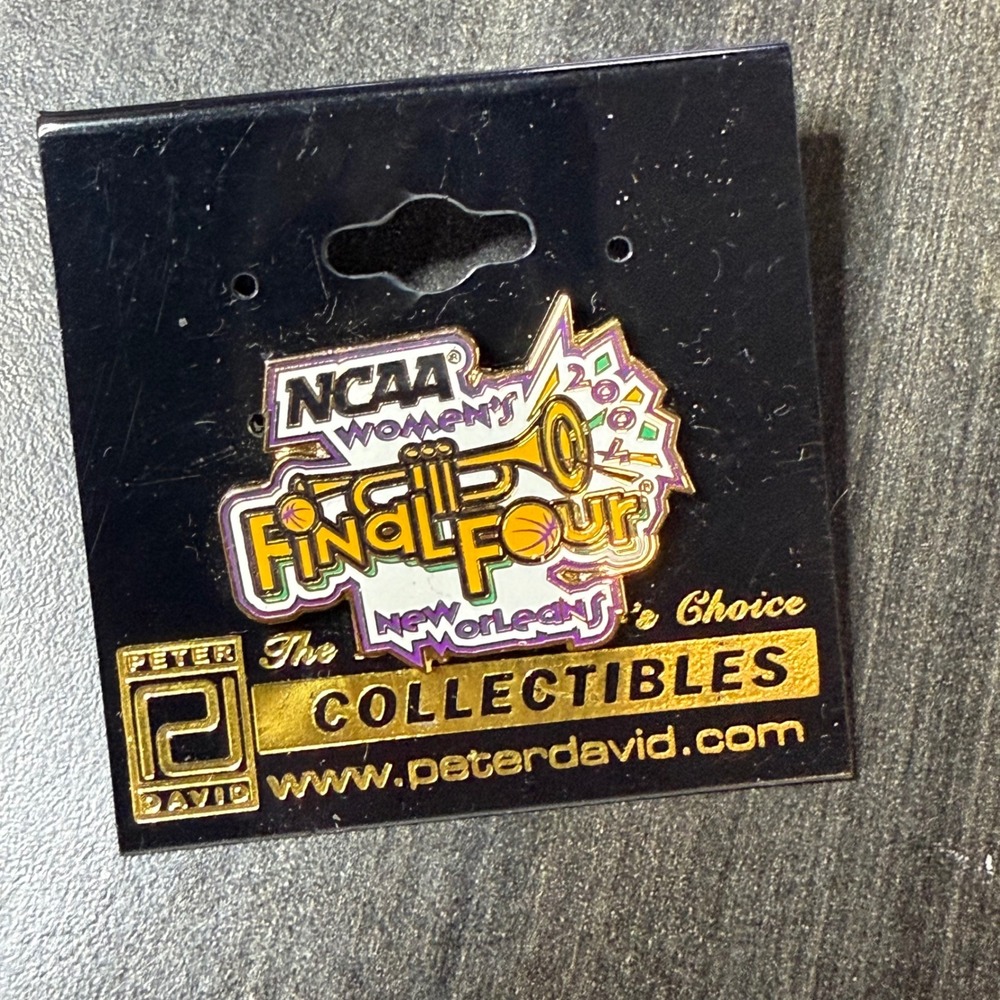 NCAA®
WOMEN'S
2004
FiNaL FOUr®
New OrLeanS
The 's Choice
PETER
DAVID
COLLECTIBLES
www.peterdavid.com